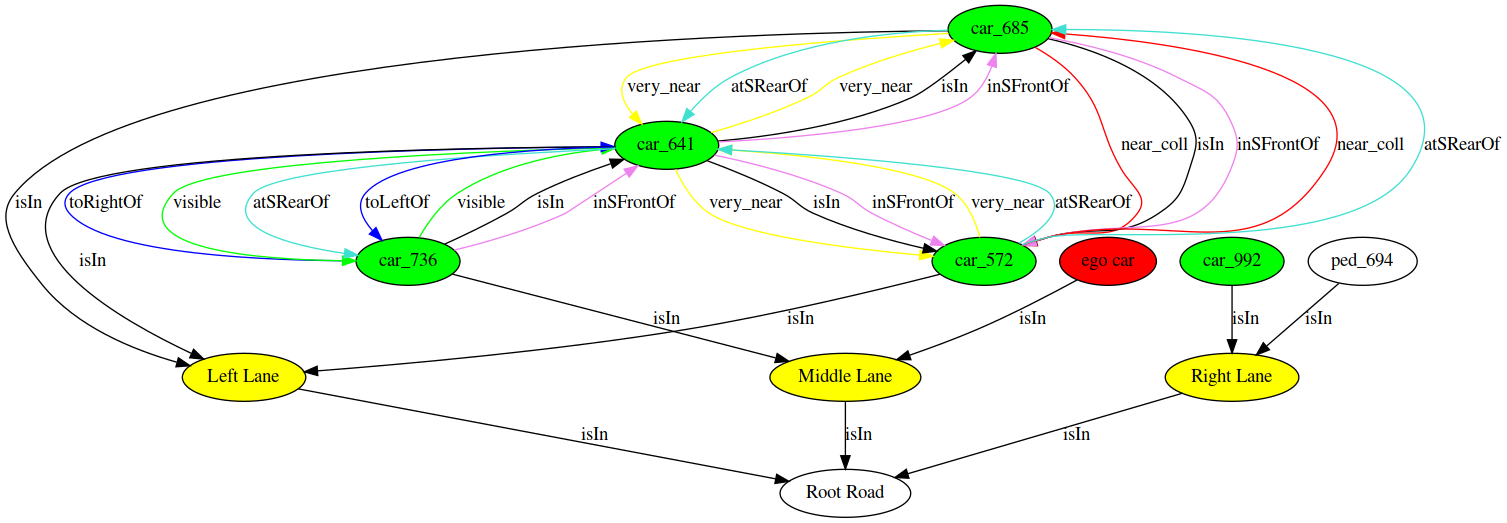 car_685
very_near
atSRearOf
very_near
isIn
inSFrontOf
car_641
near_coll
isIn
inSFrontOf
near_coll
atSRearOf
isIn
toRightOf
visible
atSRearOf
toLeftOf
visible
isIn
inSFrontOf
very_near
isIn
inSFrontOf
very_near
atSRearOf
isIn
car_736
car_572
ego car
car_992
ped_694
isIn
isIn
isIn
isIn
isIn
Left Lane
Middle Lane
Right Lane
isIn
isIn
isIn
Root Road